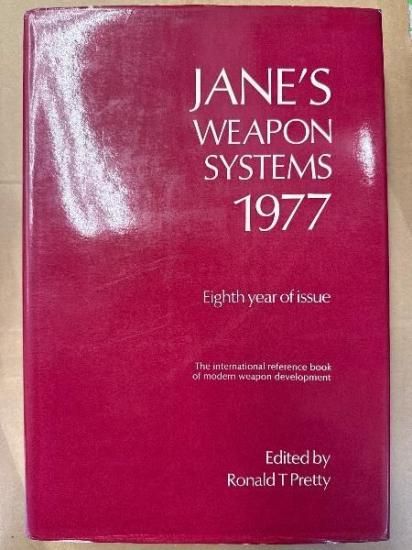 JANE'S
WEAPON
SYSTEMS
1977
Eighth year of issue
The international reference book
of modern weapon development
Edited by
Ronald T Pretty